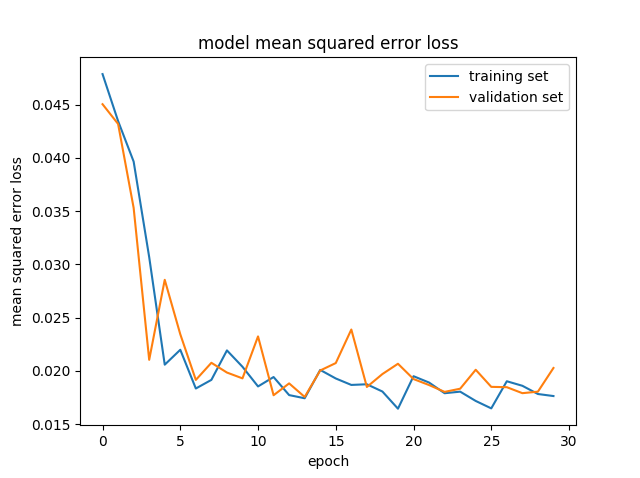 model mean squared error loss
training set
validation set
mean squared error loss
0.045
0.040
0.035
0.030
0.025
0.020
0.015
0 5 10 15 20 25 30
epoch